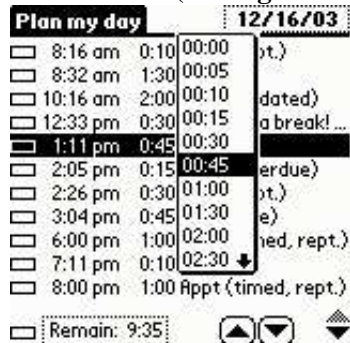 Plan my day 12/16/03
8:16 am 0:10 pt.)
8:32 am 1:30
10:16 am 2:00 dated)
12:33 pm 0:30 a break! ...
1:11 pm 0:45
2:05 pm 0:15 erdue)
2:26 pm 0:30 pt.)
3:04 pm 0:45 e)
6:00 pm 1:00 ned, rept.)
7:11 pm 0:10
8:00 pm 1:00 Appt (timed, rept.)
00:00
00:05
00:10
00:15
00:30
00:45
01:00
01:30
02:00
02:30
Remain: 9:35